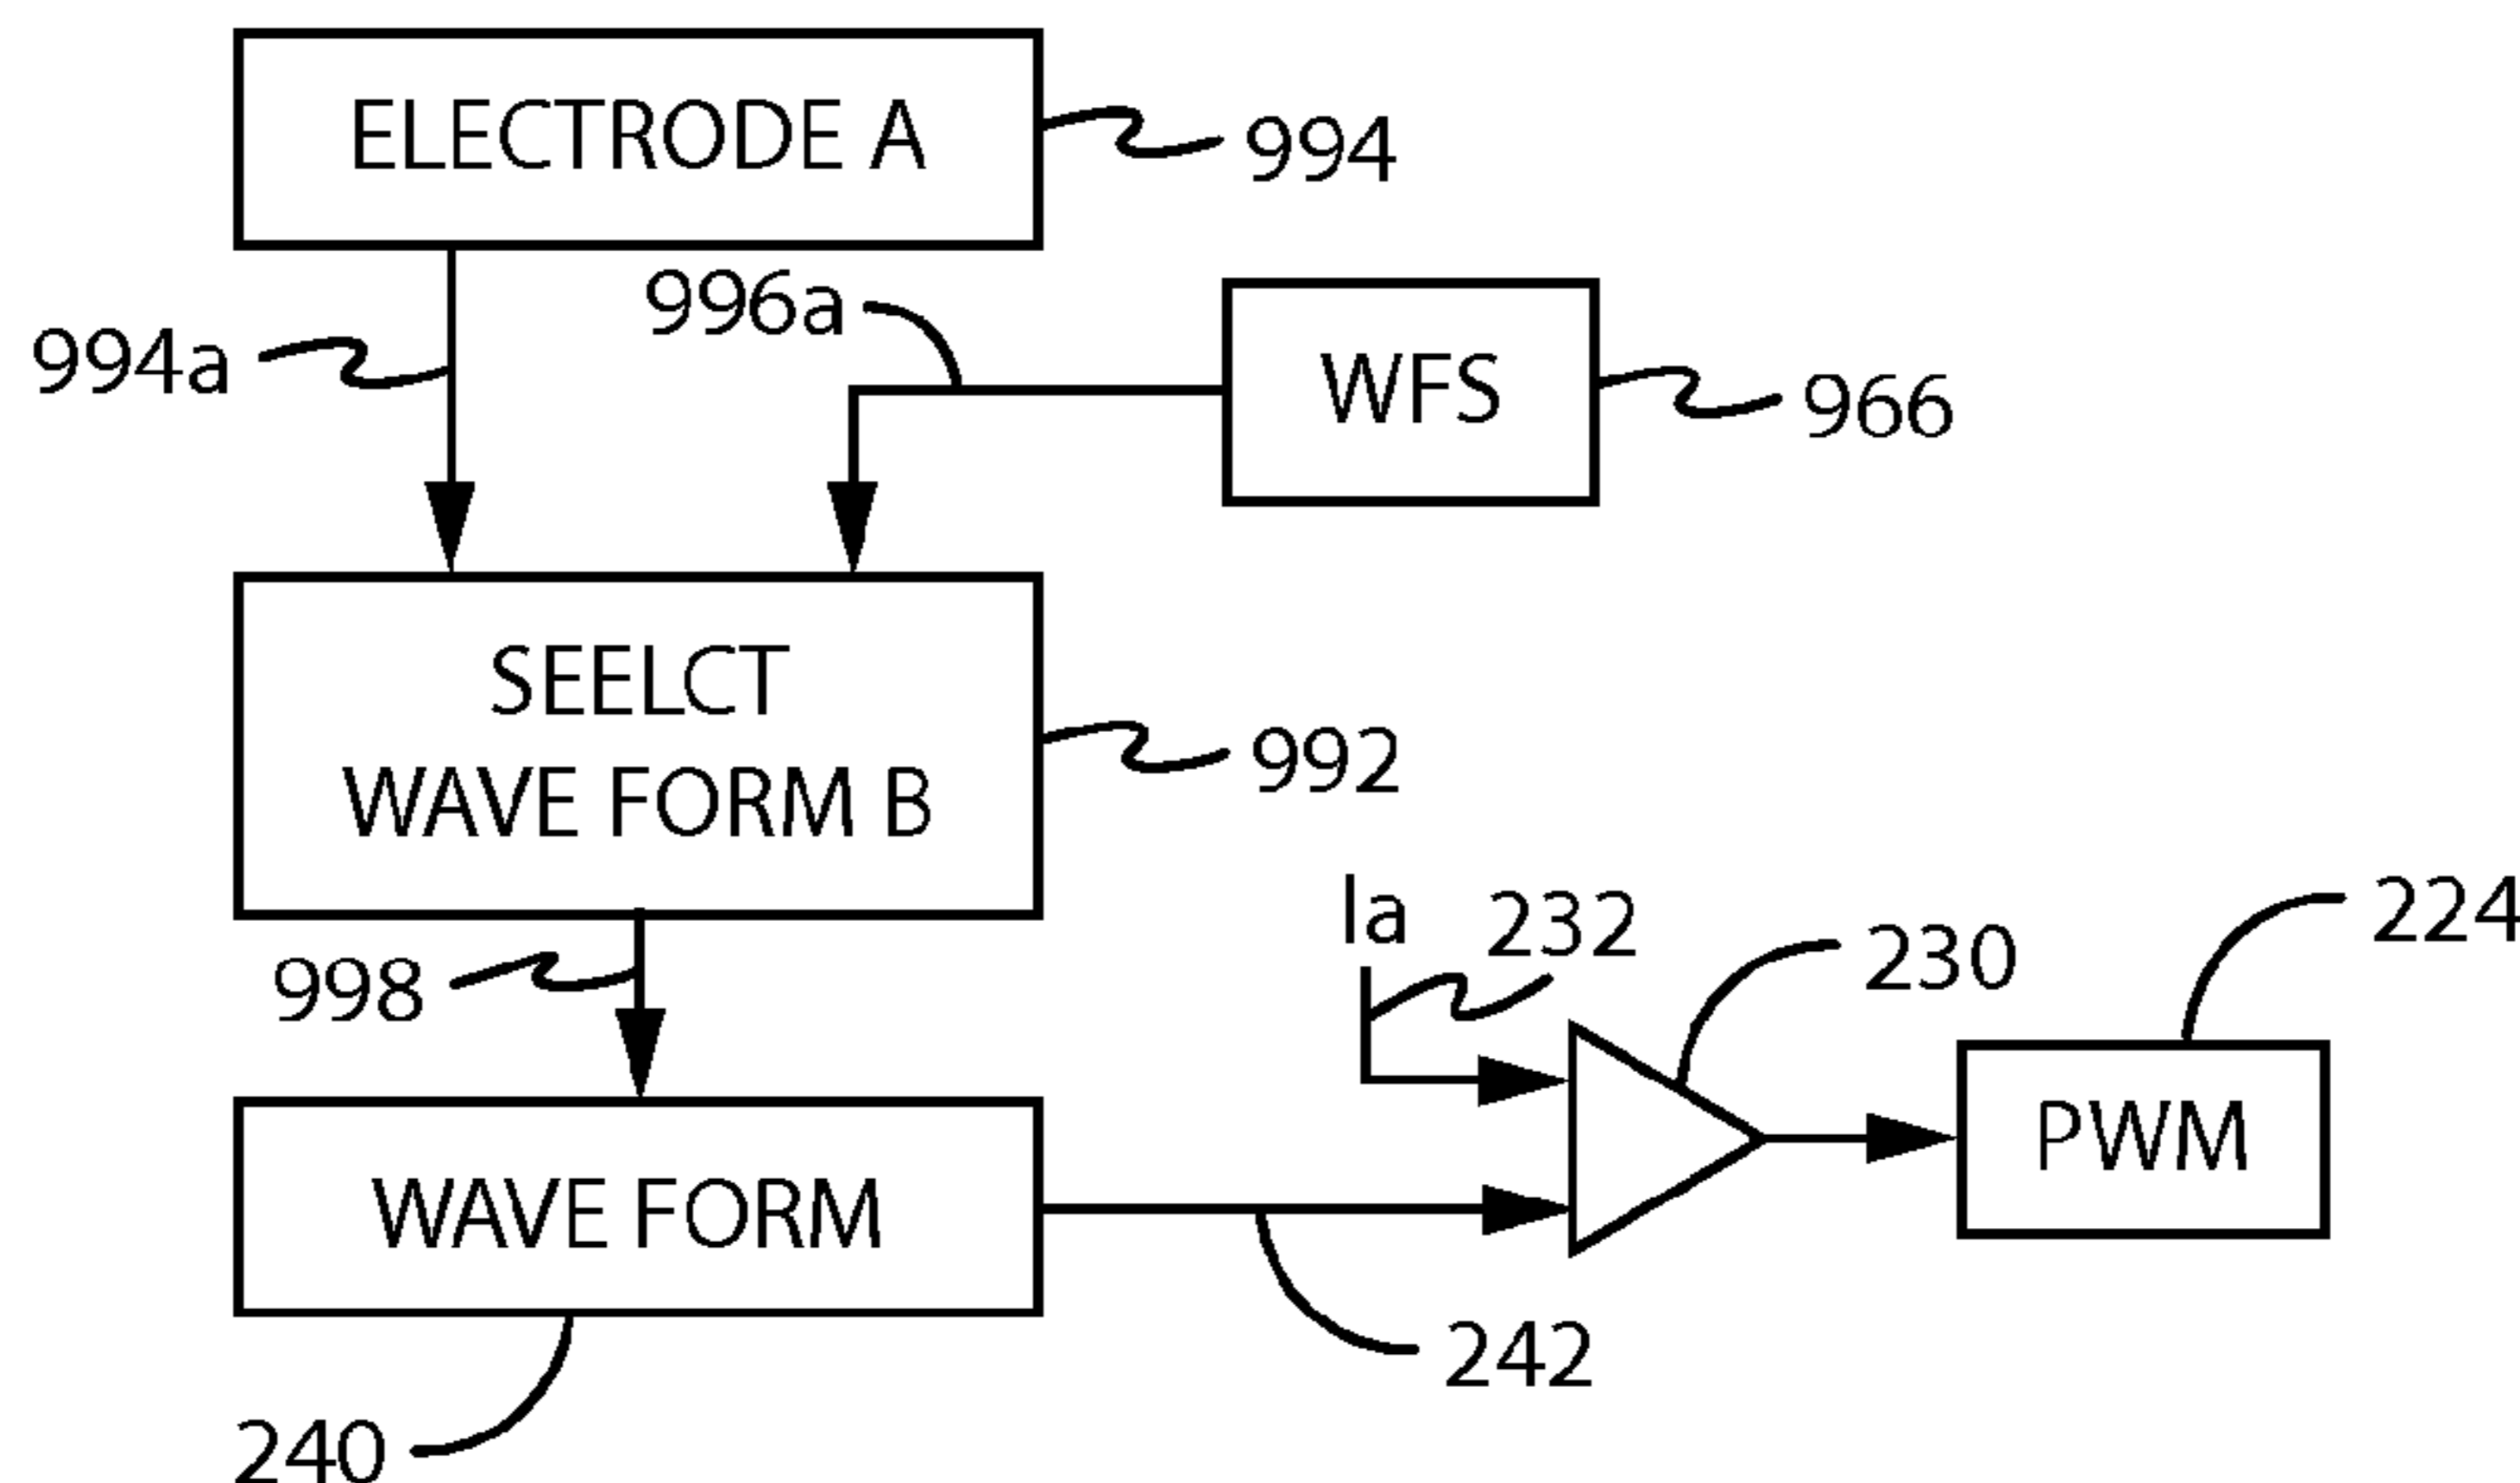 ELECTRODE A
994
996a
994a
WFS
966
SEELCT
WAVE FORM B
992
Ia
232
230
224
998
PWM
WAVE FORM
242
240